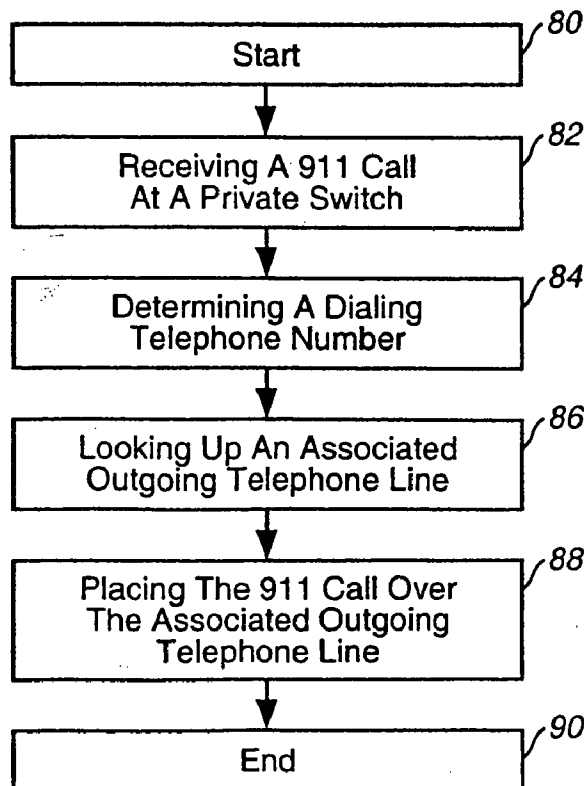 80
Start
82
Receiving A 911 Call
At A Private Switch
84
Determining A Dialing
Telephone Number
86
Looking Up An Associated
Outgoing Telephone Line
88
Placing The 911 Call Over
The Associated Outgoing
Telephone Line
90
End